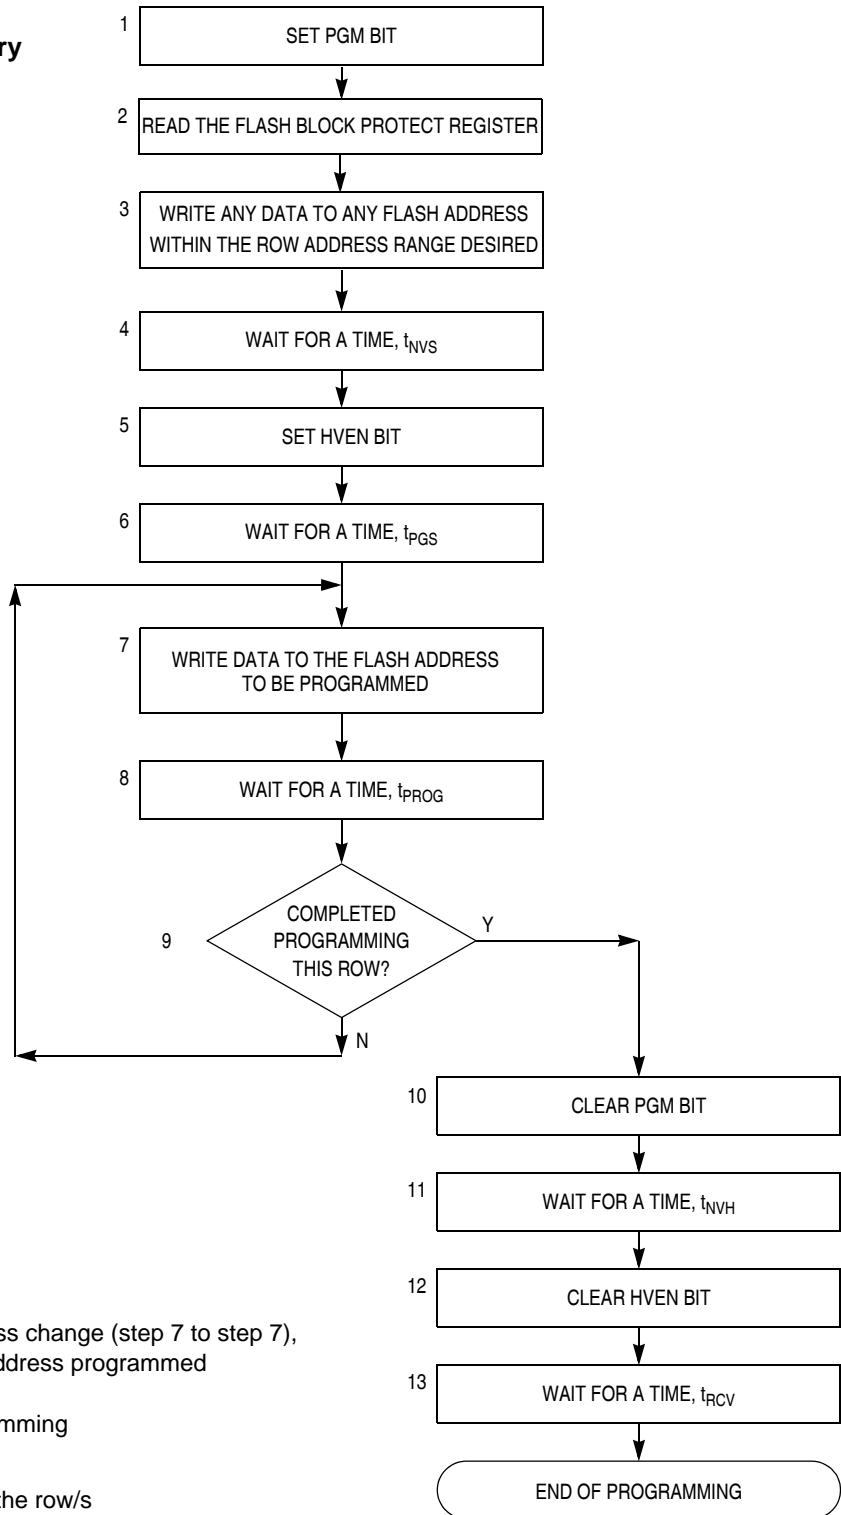 ry
1
SET PGM BIT
2
READ THE FLASH BLOCK PROTECT REGISTER
3
WRITE ANY DATA TO ANY FLASH ADDRESS
WITHIN THE ROW ADDRESS RANGE DESIRED
4
WAIT FOR A TIME, tNVS
5
SET HVEN BIT
6
WAIT FOR A TIME, tPGS
7
WRITE DATA TO THE FLASH ADDRESS
TO BE PROGRAMMED
8
WAIT FOR A TIME, tPROG
9
COMPLETED
PROGRAMMING
THIS ROW?
Y
N
10
CLEAR PGM BIT
11
WAIT FOR A TIME, tNVH
12
CLEAR HVEN BIT
13
WAIT FOR A TIME, tRCV
END OF PROGRAMMING
ss change (step 7 to step 7),
ddress programmed
mming
the row/s